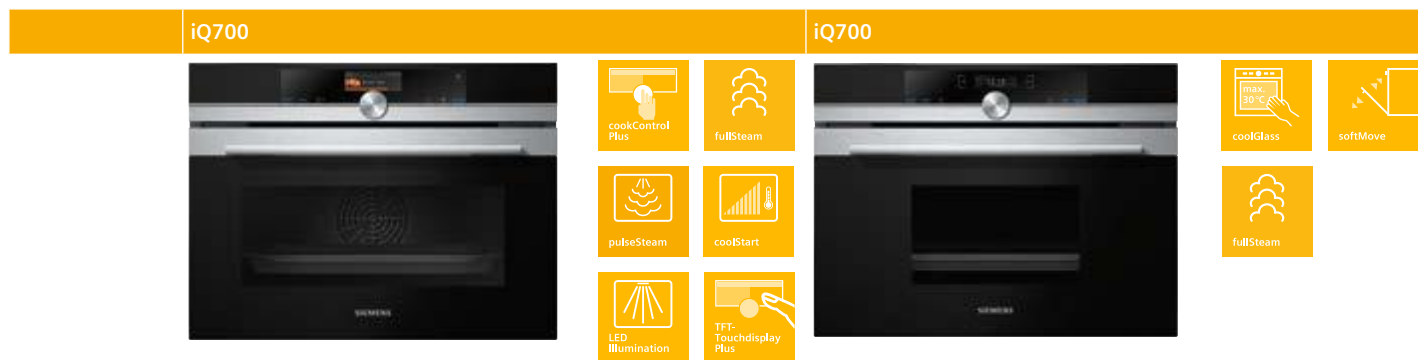 iQ700
iQ700
cookControl
Plus
fullSteam
pulseSteam
coolStart
LED
Illumination
TFT-
Touchdisplay
Plus
SIEMENS
max.
30°C
coolGlass
softMove
fullSteam
SIEMENS